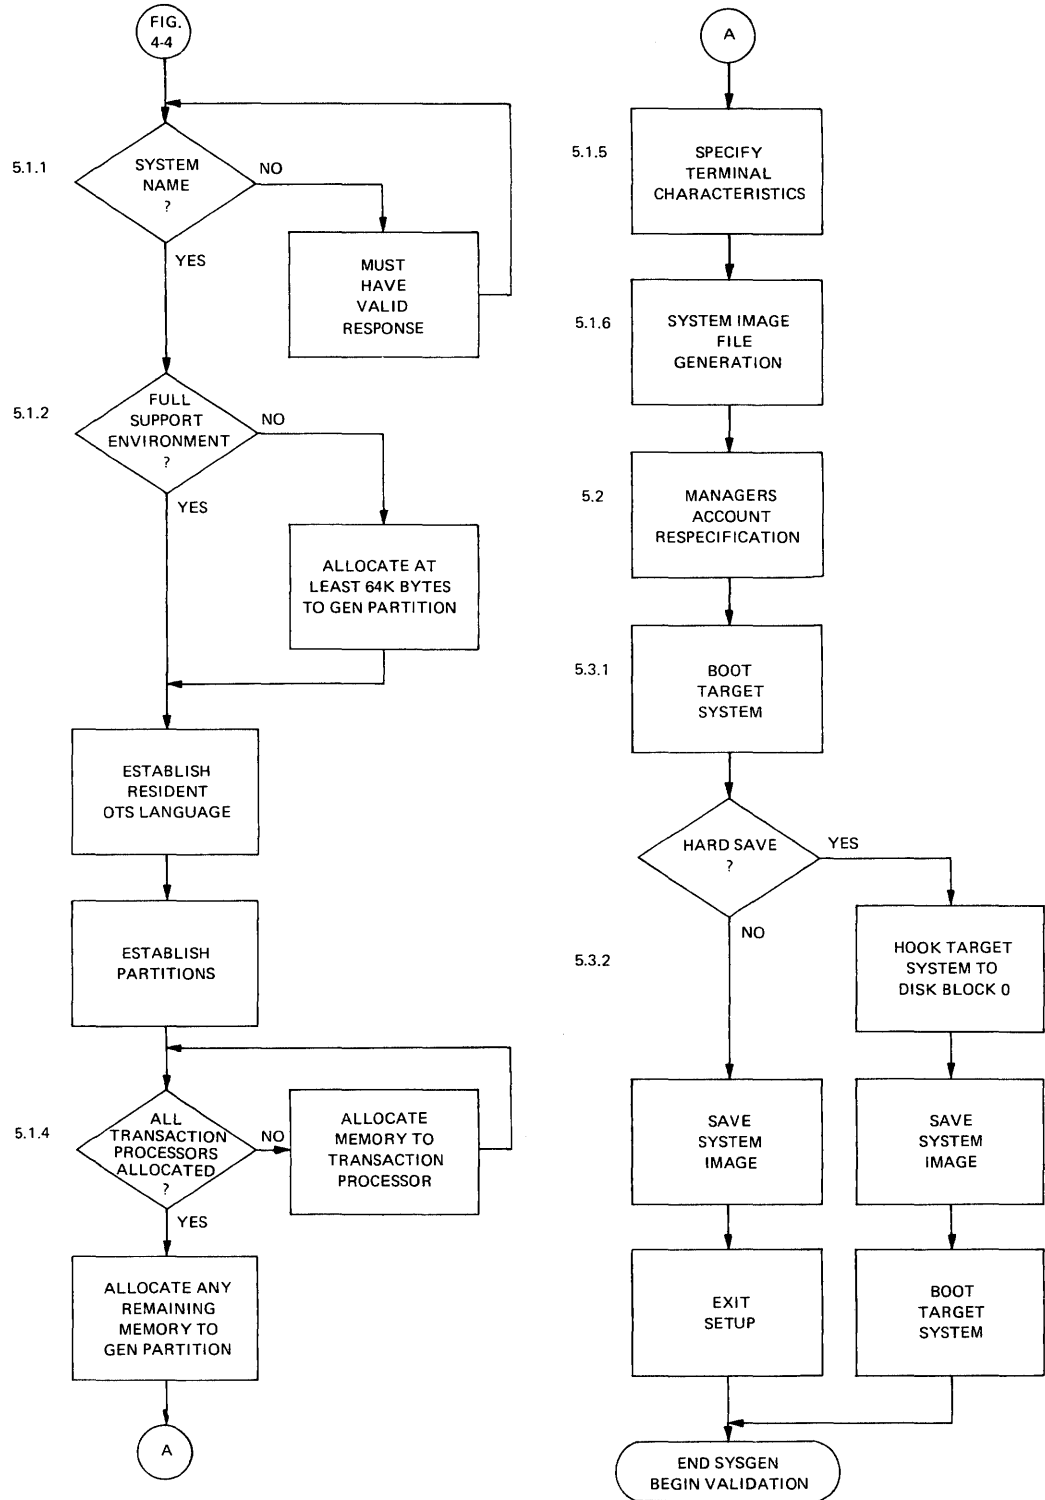 FIG.
4-4
5.1.1
SYSTEM
NAME
?
NO
YES
MUST
HAVE
VALID
RESPONSE
5.1.2
FULL
SUPPORT
ENVIRONMENT
?
NO
YES
ALLOCATE AT
LEAST 64K BYTES
TO GEN PARTITION
ESTABLISH
RESIDENT
OTS LANGUAGE
ESTABLISH
PARTITIONS
5.1.4
ALL
TRANSACTION
PROCESSORS
ALLOCATED
?
NO
YES
ALLOCATE
MEMORY TO
TRANSACTION
PROCESSOR
ALLOCATE ANY
REMAINING
MEMORY TO
GEN PARTITION
A
A
5.1.5
SPECIFY
TERMINAL
CHARACTERISTICS
5.1.6
SYSTEM IMAGE
FILE
GENERATION
5.2
MANAGERS
ACCOUNT
RESPECIFICATION
5.3.1
BOOT
TARGET
SYSTEM
HARD SAVE
?
YES
NO
5.3.2
HOOK TARGET
SYSTEM TO
DISK BLOCK 0
SAVE
SYSTEM
IMAGE
SAVE
SYSTEM
IMAGE
EXIT
SETUP
BOOT
TARGET
SYSTEM
END SYSGEN
BEGIN VALIDATION